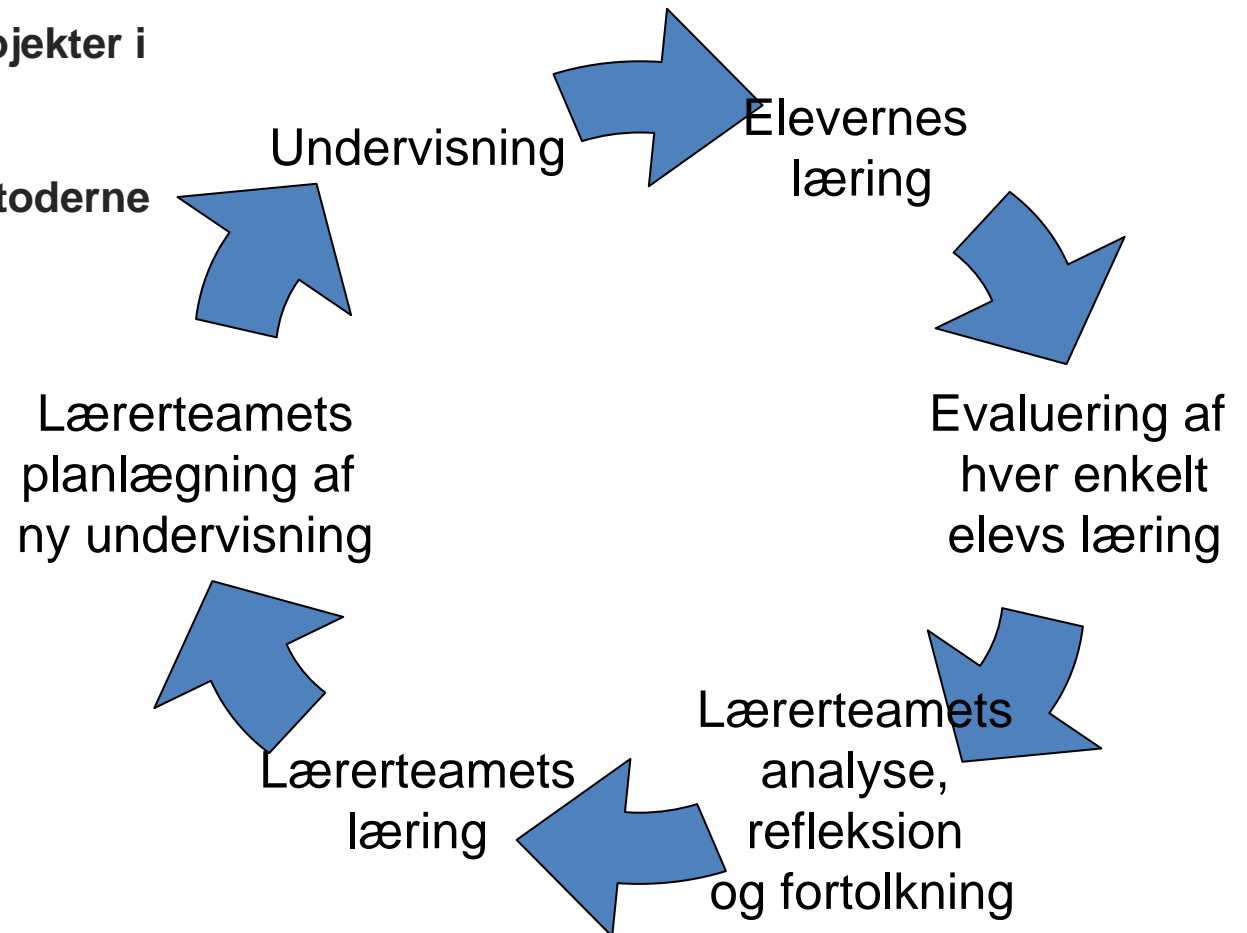 ojekter i
toderne
Undervisning
Elevernes
læring
Evaluering af
hver enkelt
elevs læring
Lærerteamets
analyse,
refleksion
og fortolkning
Lærerteamets
læring
Lærerteamets
planlægning af
ny undervisning